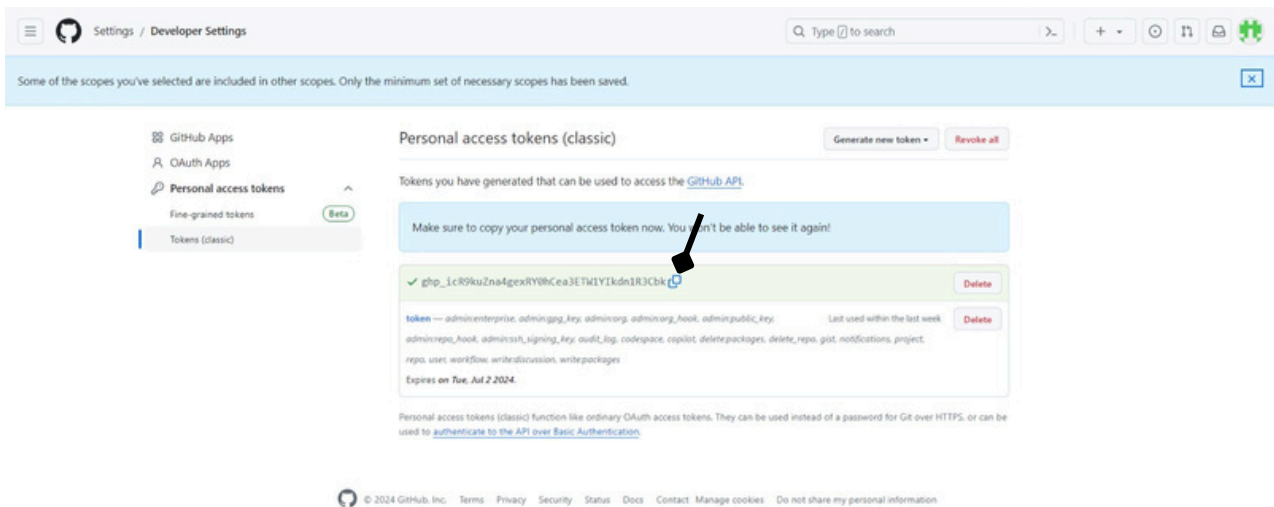 Settings / Developer Settings
Type / to search
Some of the scopes you've selected are included in other scopes. Only the minimum set of necessary scopes has been saved.
GitHub Apps
OAuth Apps
Personal access tokens
Fine-grained tokens Beta
Tokens (classic)
Personal access tokens (classic)
Generate new token
Revoke all
Tokens you have generated that can be used to access the GitHub API.
Make sure to copy your personal access token now. You won't be able to see it again!
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
Delete
token — admin:enterprise, admin:gpg_key, admin:org, admin:org_hook, admin:public_key,
Last used within the last week
Delete
admin:repo_hook, admin:ssh_signing_key, audit_log, codespace, copilot, delete:packages, delete_repo, gist, notifications, project,
repo, user, workflow, write:discussion, write:packages
Expires on Tue, Jul 2 2024.
Personal access tokens (classic) function like ordinary OAuth access tokens. They can be used instead of a password for Git over HTTPS, or can be
used to authenticate to the API over Basic Authentication.
© 2024 GitHub, Inc. Terms Privacy Security Status Docs Contact Manage cookies Do not share my personal information